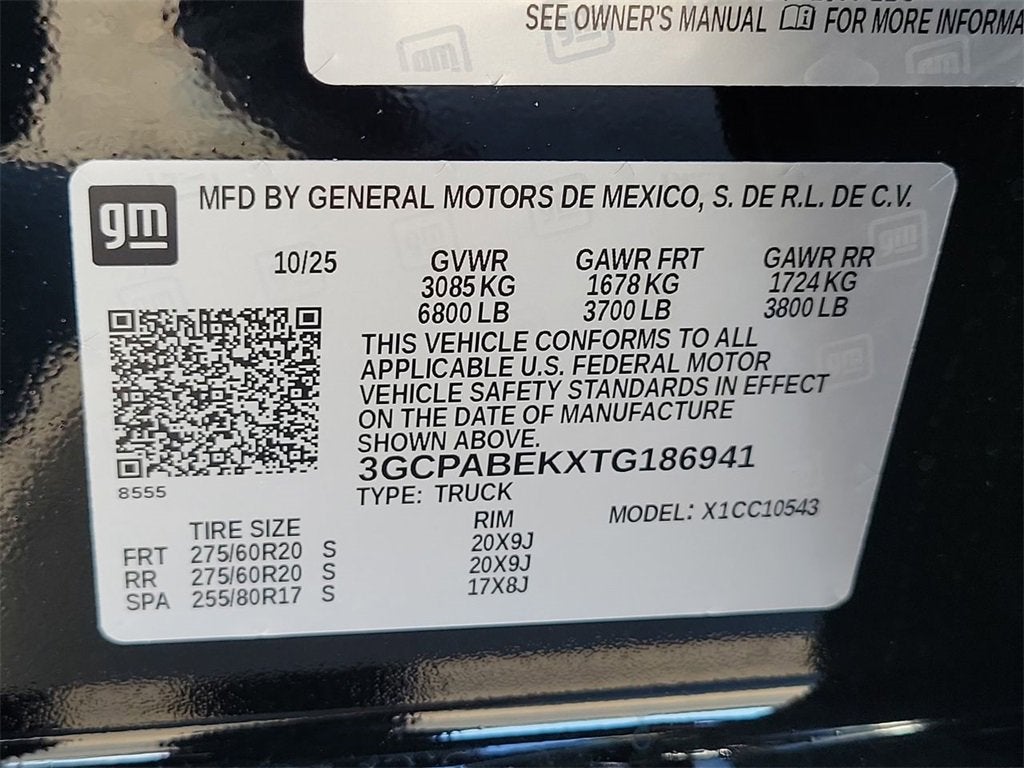 SEE OWNER'S MANUAL FOR MORE
gm
MFD BY GENERAL MOTORS DE MEXICO, S. DE R.L. DE C.V.
10/25 GVWR GAWR FRT GAWR RR
3085 KG 1678 KG 1724 KG
6800 LB 3700 LB 3800 LB
THIS VEHICLE CONFORMS TO ALL
APPLICABLE U.S. FEDERAL MOTOR
VEHICLE SAFETY STANDARDS IN EFFECT
ON THE DATE OF MANUFACTURE
SHOWN ABOVE.
3GCPABEKXTG186941
8555
TYPE: TRUCK
MODEL: X1CC10543
TIRE SIZE RIM
FRT 275/60R20 S 20X9J
RR 275/60R20 S 20X9J
SPA 255/80R17 S 17X8J